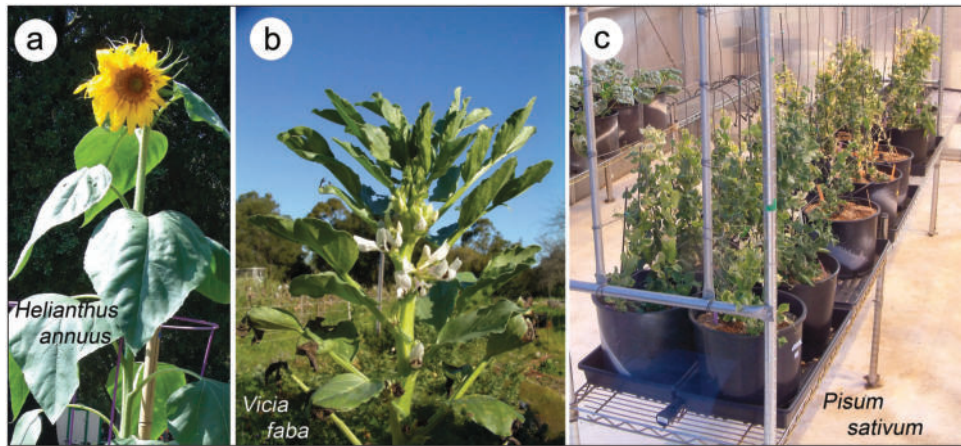 a
b
c
Helianthus
annuus
Vicia
faba
Pisum
sativum